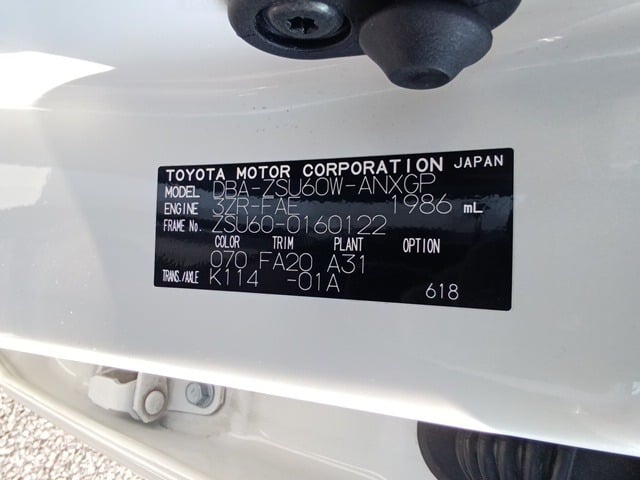 TOYOTA MOTOR CORPORATION JAPAN
MODEL DBA-ZSU60W-ANXGP
ENGINE 3ZR-FAE 1986 mL
FRAME No. ZSU60-0160122
COLOR TRIM PLANT OPTION
070 FA20 A31
TRANS./AXLE K114 -01A
618